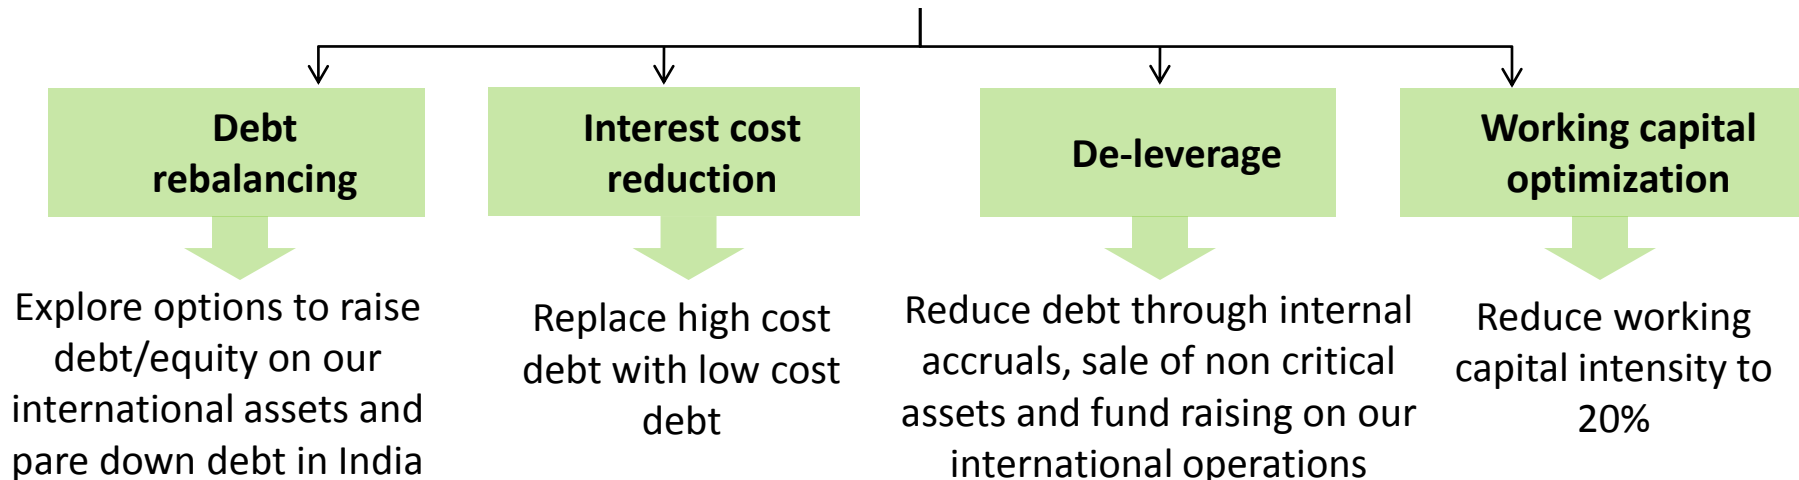 Debt
rebalancing
Interest cost
reduction
De-leverage
Working capital
optimization
Explore options to raise
debt/equity on our
international assets and
pare down debt in India
Replace high cost
debt with low cost
debt
Reduce debt through internal
accruals, sale of non critical
assets and fund raising on our
international operations
Reduce working
capital intensity to
20%